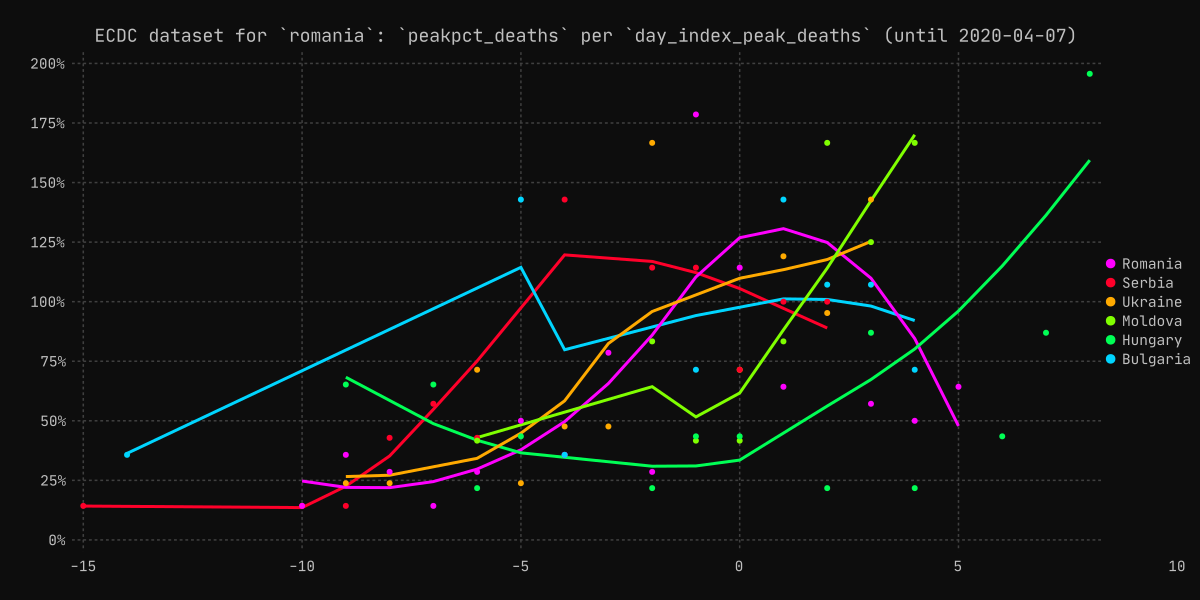 ECDC dataset for `romania`: `peakpct_deaths` per `day_index_peak_deaths` (until 2020-04-07)
200%
175%
150%
125%
100%
75%
50%
25%
0%
-15 -10 -5 0 5 10
Romania
Serbia
Ukraine
Moldova
Hungary
Bulgaria